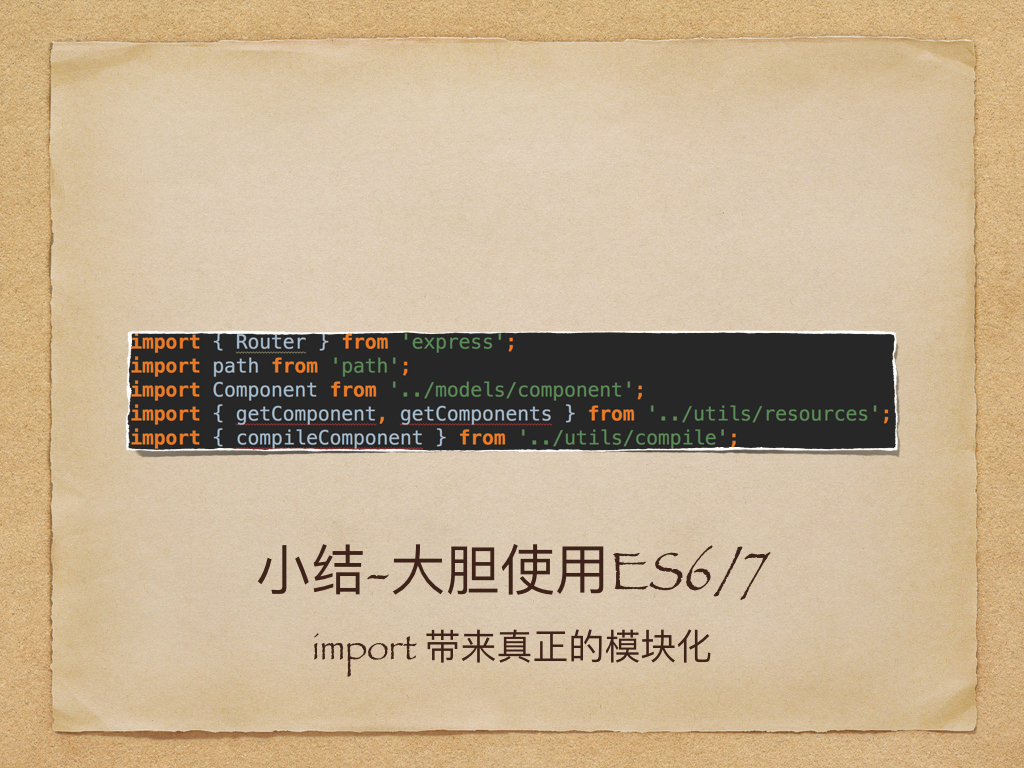 import { Router } from 'express';
import path from 'path';
import Component from '../models/component';
import { getComponent, getComponents } from '../utils/resources';
import { compileComponent } from '../utils/compile';
小结-大胆使用ES6/7
import 带来真正的模块化